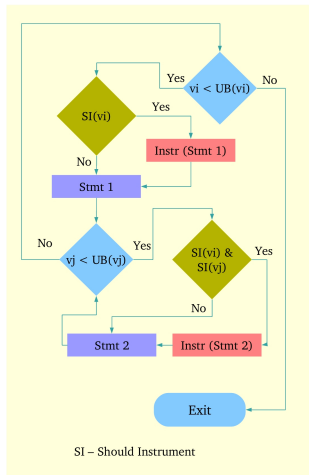 vi < UB(vi)
Yes
No
SI(vi)
Yes
Instr (Stmt 1)
No
Stmt 1
vj < UB(vj)
No
Yes
SI(vi) &
SI(vj)
Yes
No
Stmt 2
Instr (Stmt 2)
Exit
SI – Should Instrument